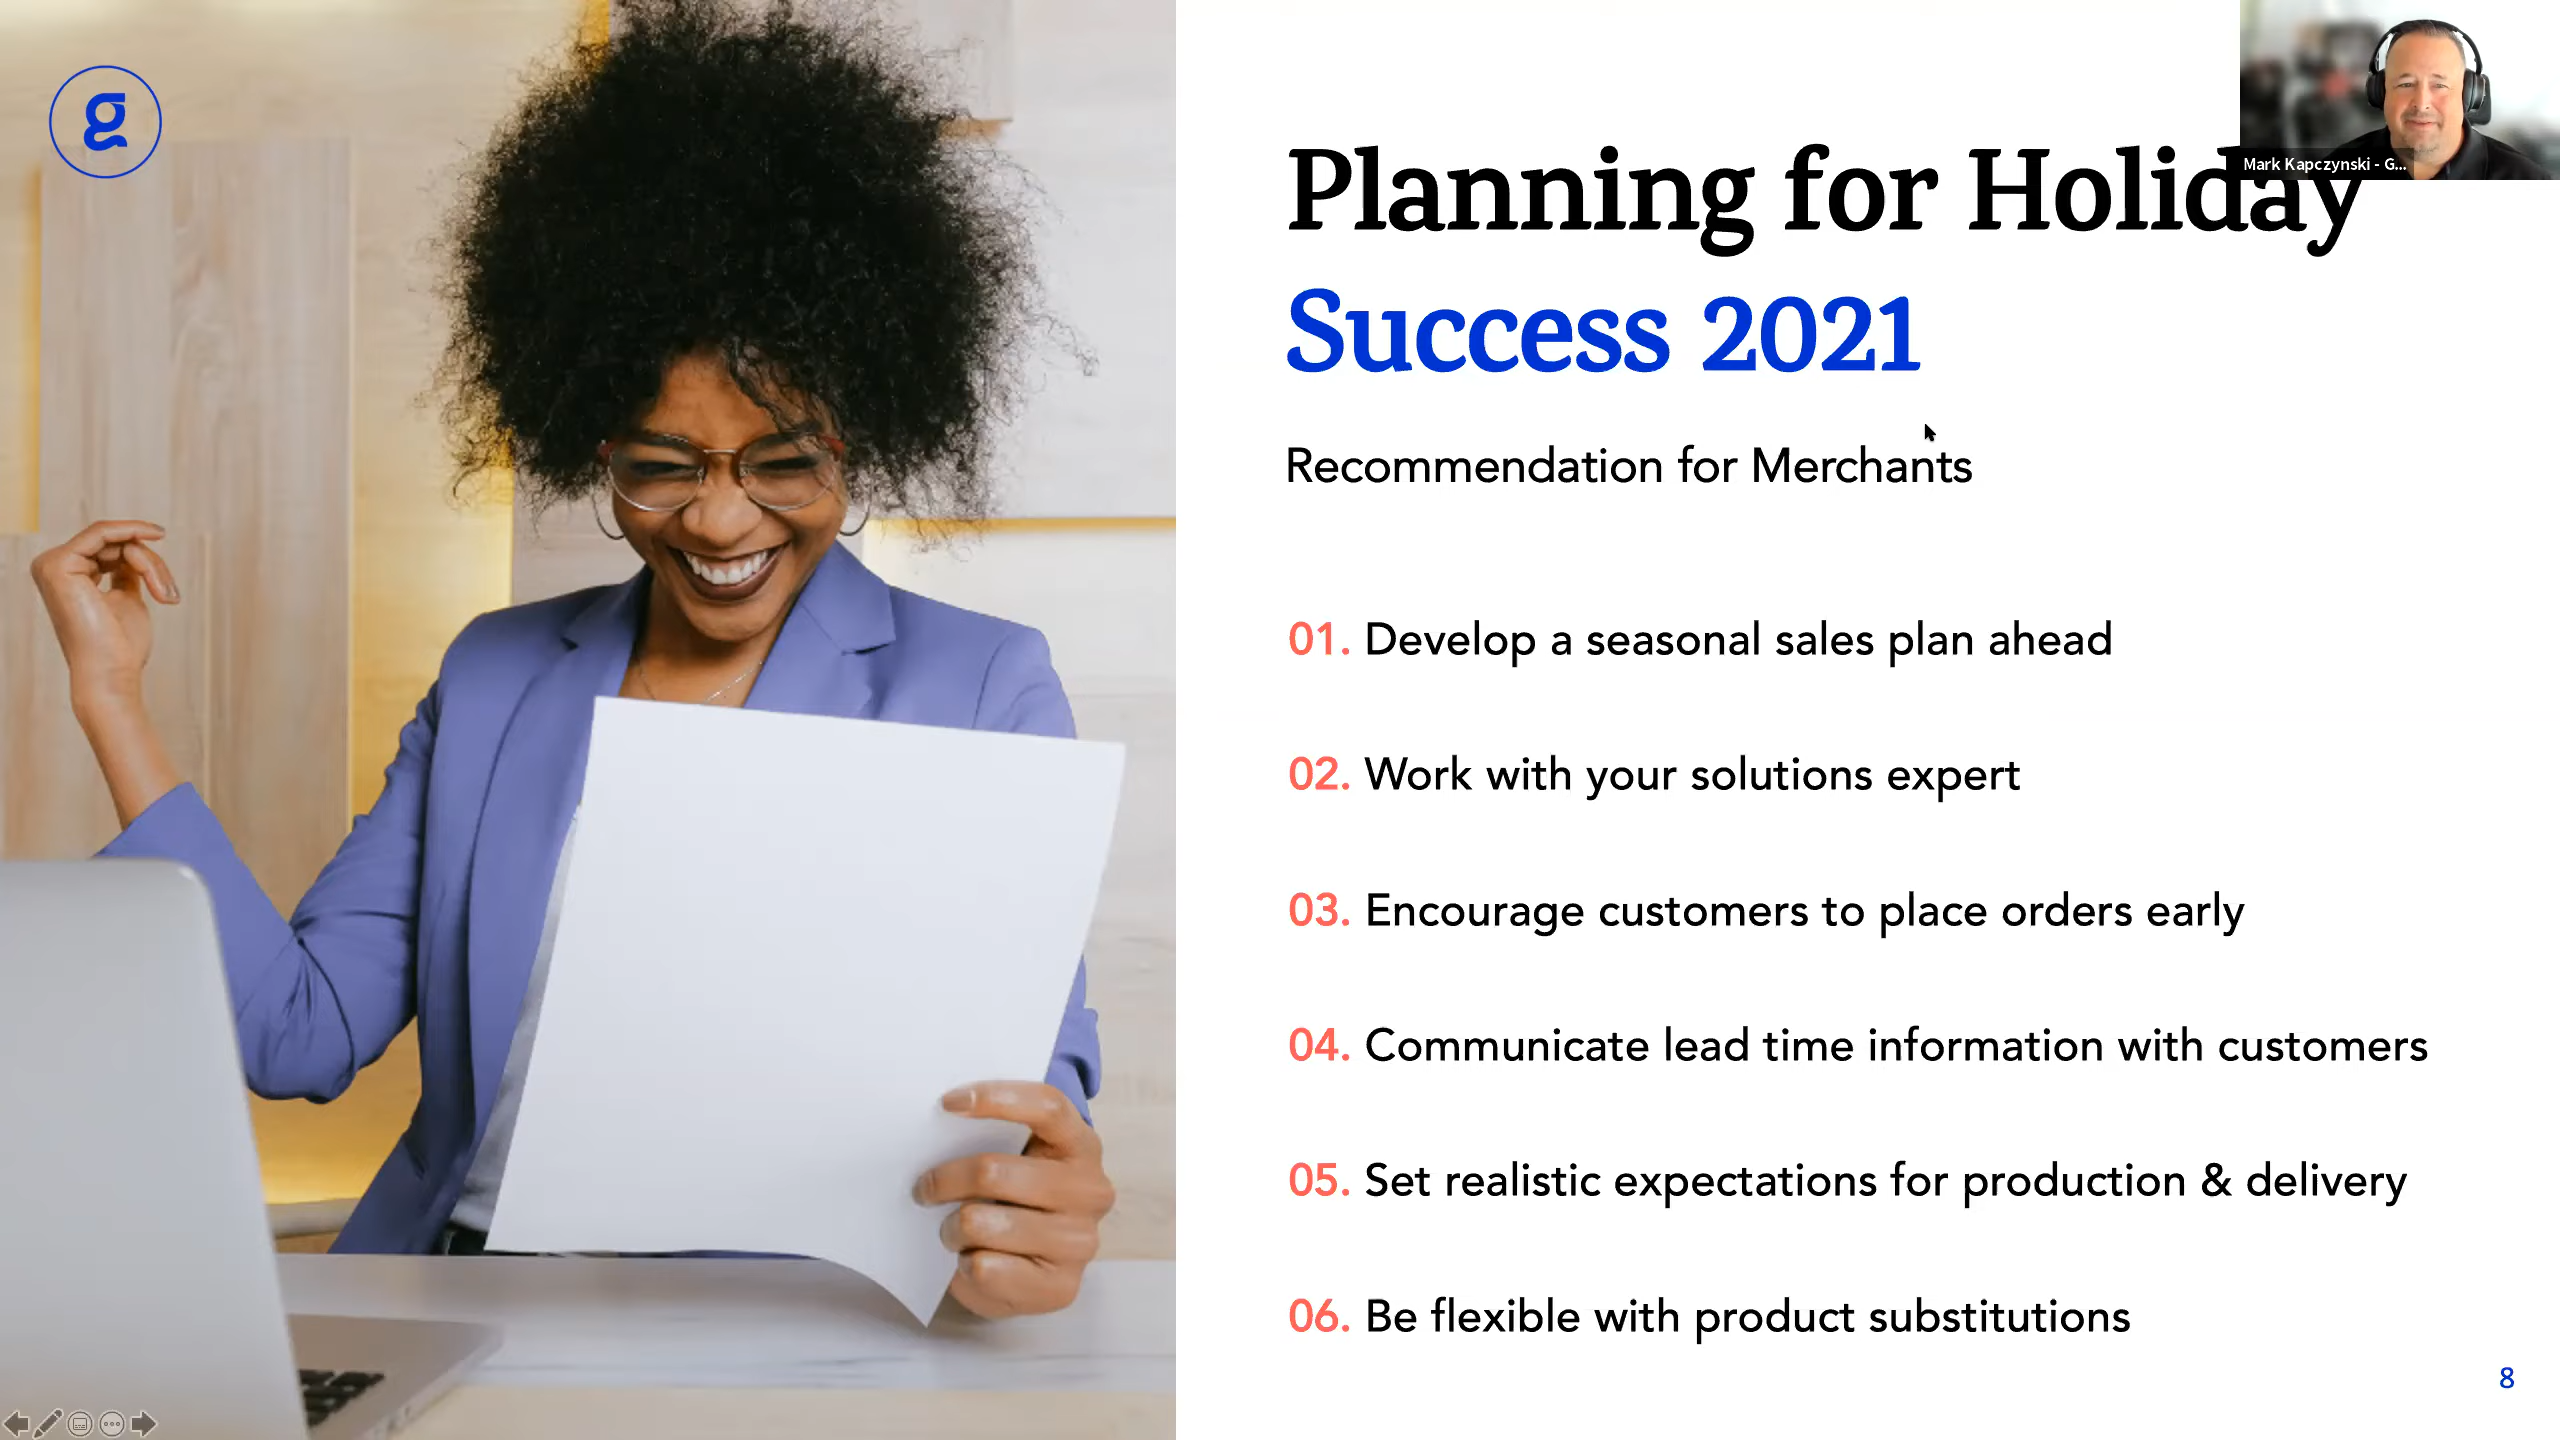 g
Mark Kapczynski - G...
Planning for Holiday
Success 2021
Recommendation for Merchants
01. Develop a seasonal sales plan ahead
02. Work with your solutions expert
03. Encourage customers to place orders early
04. Communicate lead time information with customers
05. Set realistic expectations for production & delivery
06. Be flexible with product substitutions
8